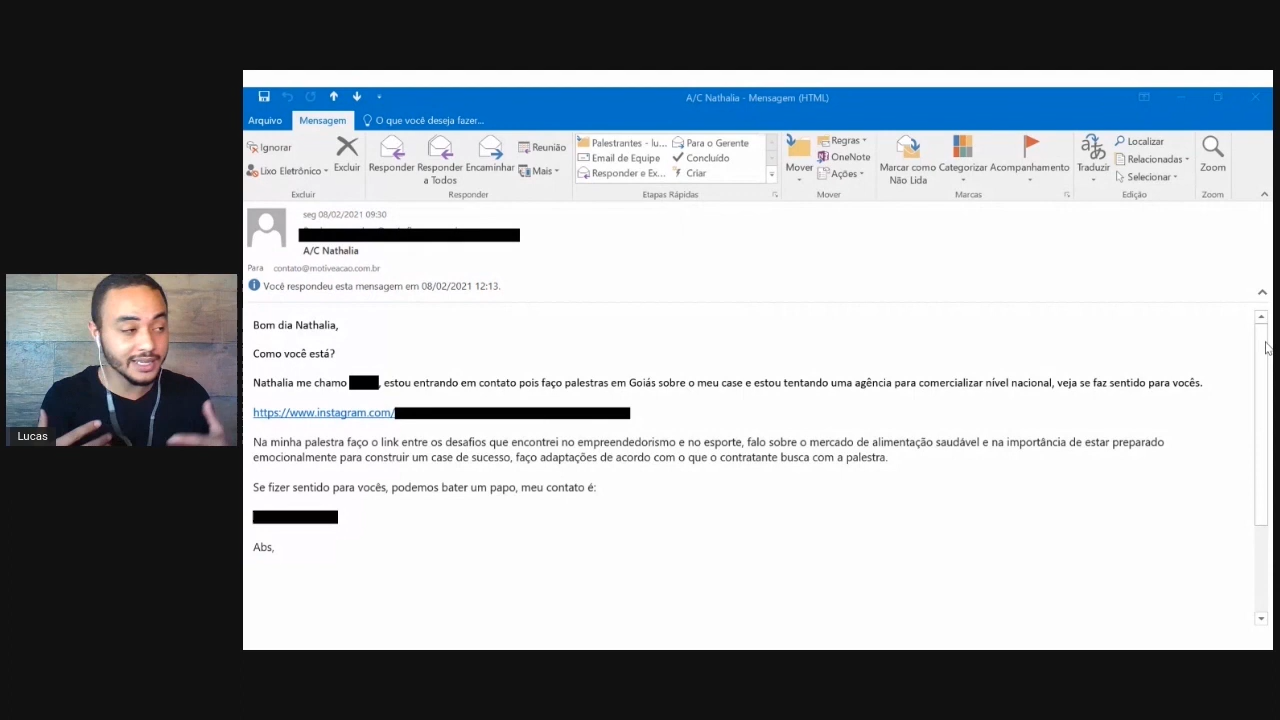 A/C Nathalia - Mensagem (HTML)
Arquivo Mensagem O que você deseja fazer...
Ignorar
Lixo Eletrônico
Excluir
Excluir
Responder
Responder a Todos
Encaminhar
Reunião
Mais
Responder
Palestrantes - lu... Para o Gerente
Email de Equipe Concluído
Responder e Ex... Criar
Etapas Rápidas
Mover
Regras
OneNote
Ações
Mover
Marcar como Não Lida
Categorizar
Acompanhamento
Marcas
Traduzir
Localizar
Relacionadas
Selecionar
Edição
Zoom
Zoom
seg 08/02/2021 09:30
A/C Nathalia
Para contato@motiveacao.com.br
Você respondeu esta mensagem em 08/02/2021 12:13.
Bom dia Nathalia,
Como você está?
Nathalia me chamo , estou entrando em contato pois faço palestras em Goiás sobre o meu case e estou tentando uma agência para comercializar nível nacional, veja se faz sentido para vocês.
https://www.instagram.com/
Na minha palestra faço o link entre os desafios que encontrei no empreendedorismo e no esporte, falo sobre o mercado de alimentação saudável e na importância de estar preparado
emocionalmente para construir um case de sucesso, faço adaptações de acordo com o que o contratante busca com a palestra.
Se fizer sentido para vocês, podemos bater um papo, meu contato é:
Abs,
Lucas